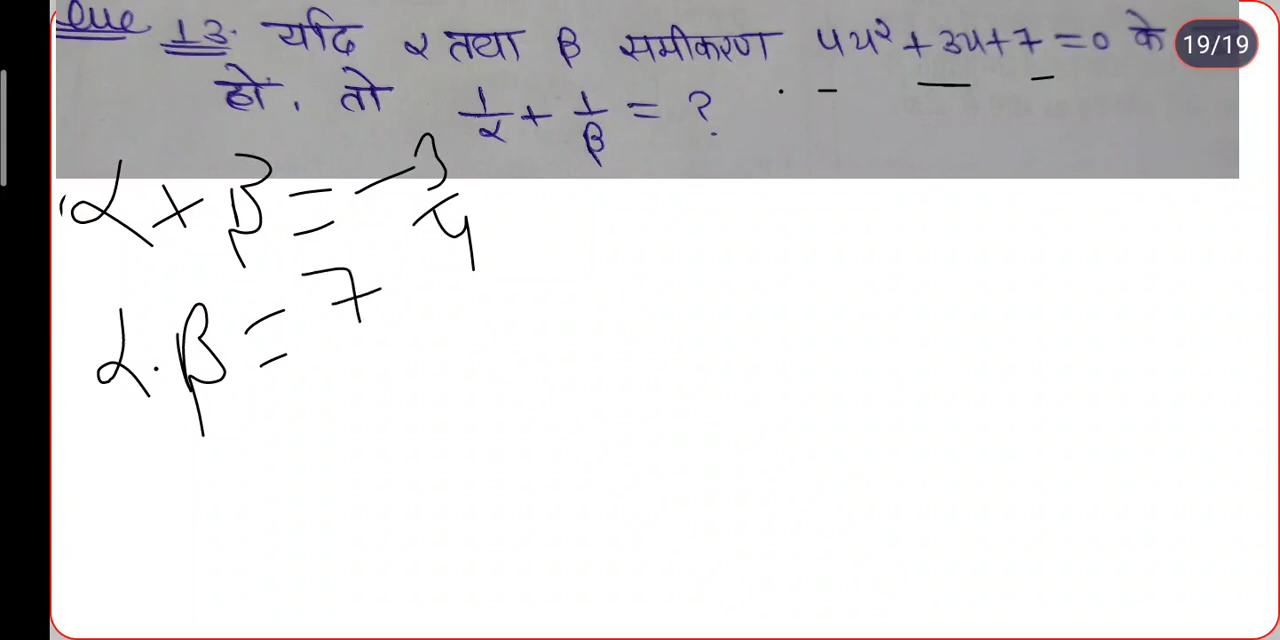 Que 13. यदि α तथा β समीकरण 4x² + 3x + 7 = 0 के
19/19
हो, तो 1/α + 1/β = ?
α + β = -3/4
α . β = 7